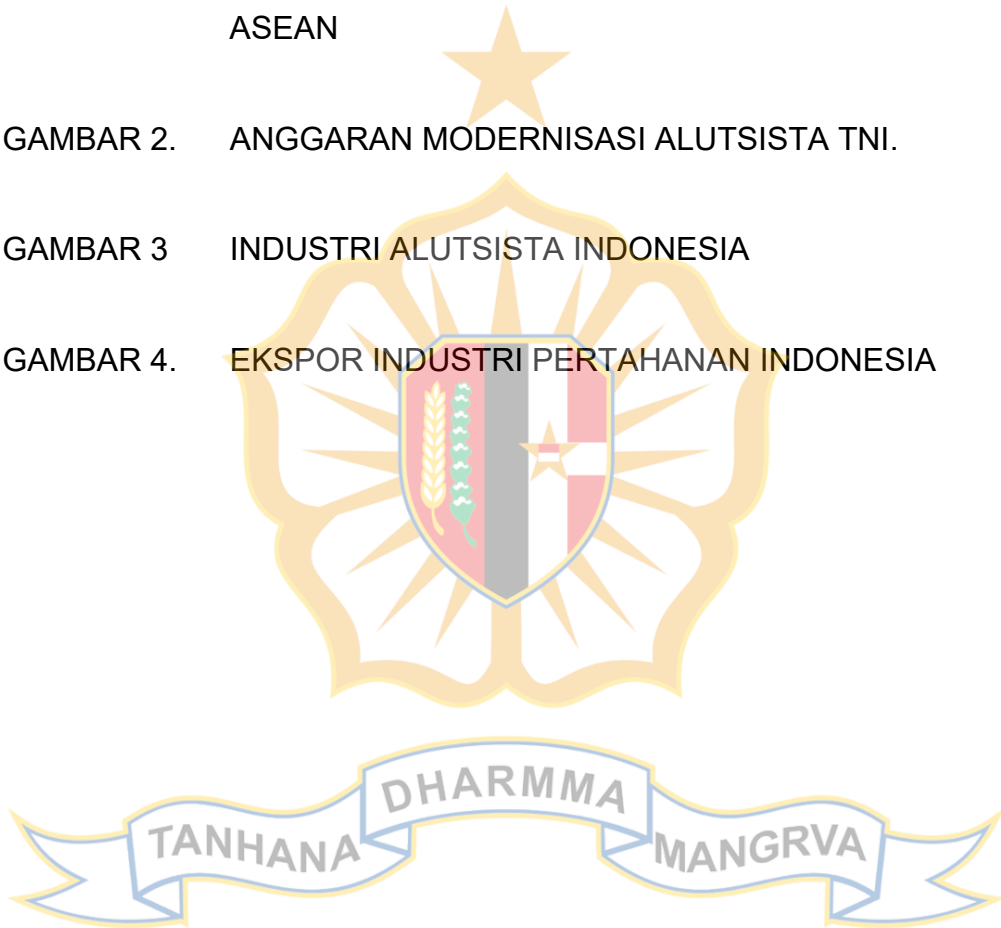 ASEAN
GAMBAR 2. ANGGARAN MODERNISASI ALUTSISTA TNI.
GAMBAR 3 INDUSTRI ALUTSISTA INDONESIA
GAMBAR 4. EKSPOR INDUSTRI PERTAHANAN INDONESIA
TANHANA DHARMMA MANGRVA